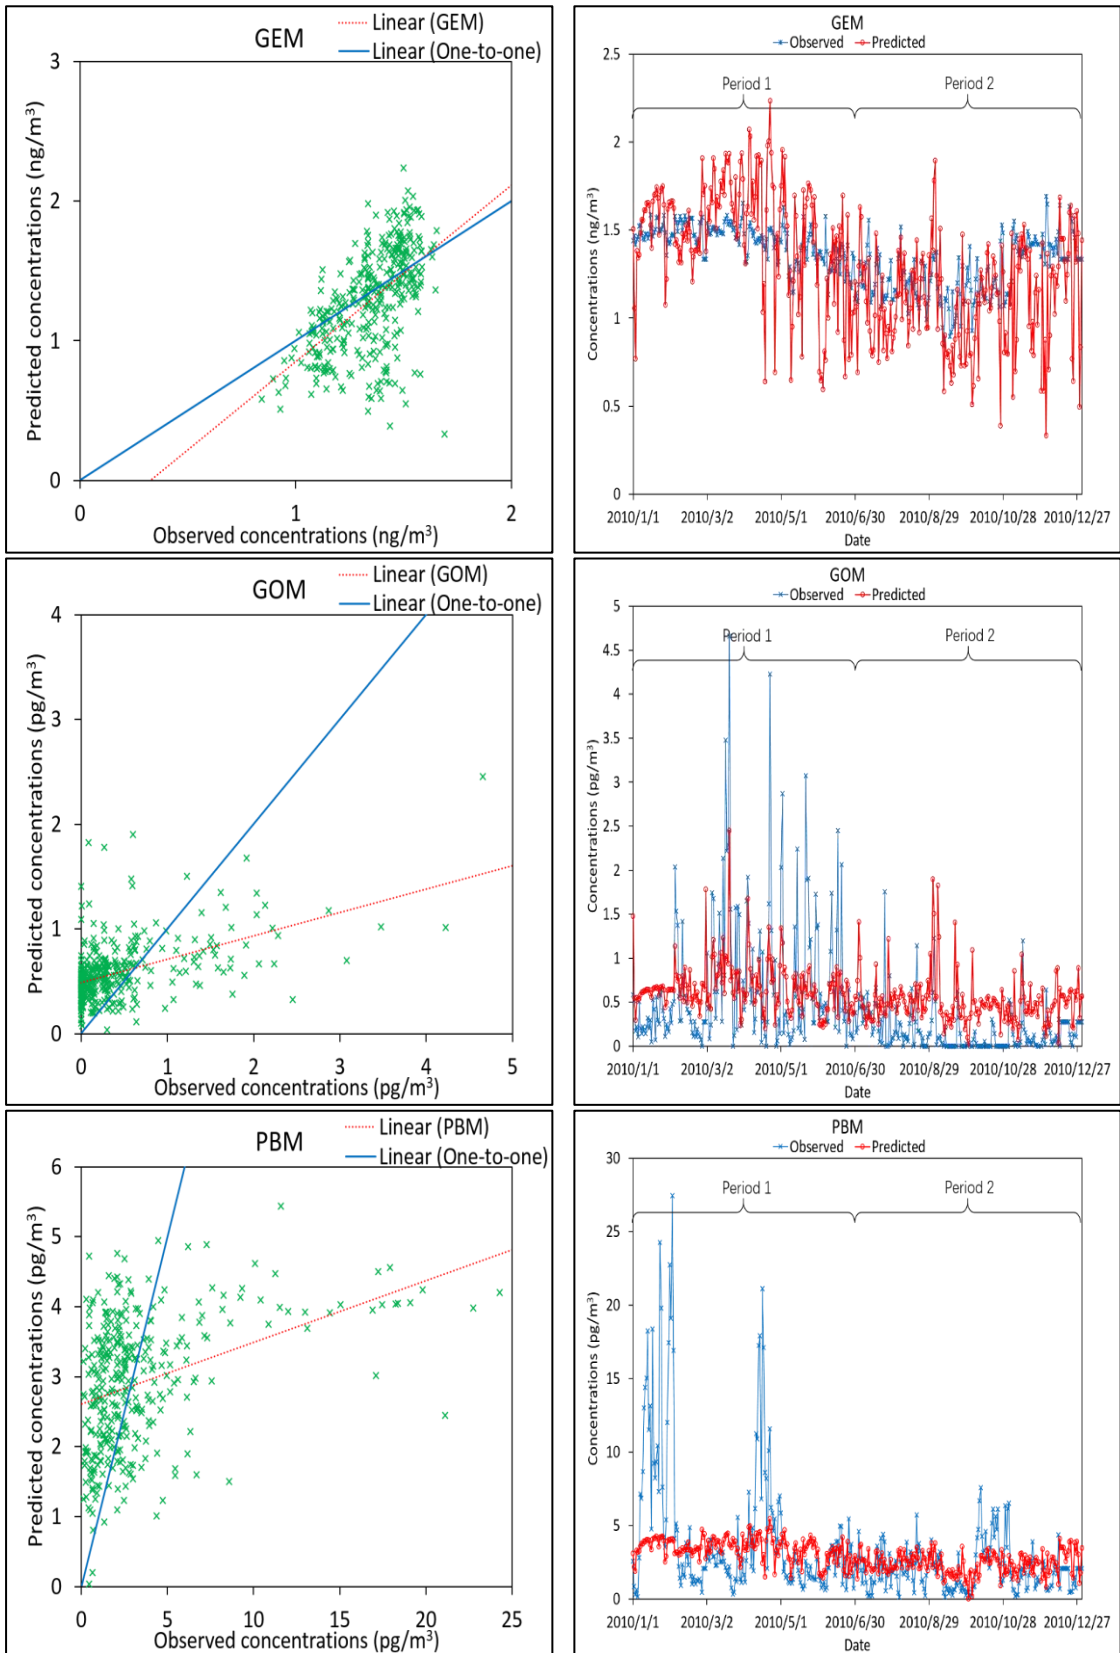 GEM
Linear (GEM)
Linear (One-to-one)
Predicted concentrations (ng/m³)
3
2
1
0
0 1 2
Observed concentrations (ng/m³)
GEM
Observed Predicted
Period 1 Period 2
Concentrations (ng/m³)
2.5
2
1.5
1
0.5
0
2010/1/1 2010/3/2 2010/5/1 2010/6/30 2010/8/29 2010/10/28 2010/12/27
Date
GOM
Linear (GOM)
Linear (One-to-one)
Predicted concentrations (pg/m³)
4
3
2
1
0
0 1 2 3 4 5
Observed concentrations (pg/m³)
GOM
Observed Predicted
Period 1 Period 2
Concentrations (pg/m³)
5
4.5
4
3.5
3
2.5
2
1.5
1
0.5
0
2010/1/1 2010/3/2 2010/5/1 2010/6/30 2010/8/29 2010/10/28 2010/12/27
Date
PBM
Linear (PBM)
Linear (One-to-one)
Predicted concentrations (pg/m³)
6
5
4
3
2
1
0
0 5 10 15 20 25
Observed concentrations (pg/m³)
PBM
Observed Predicted
Period 1 Period 2
Concentrations (pg/m³)
30
25
20
15
10
5
0
2010/1/1 2010/3/2 2010/5/1 2010/6/30 2010/8/29 2010/10/28 2010/12/27
Date